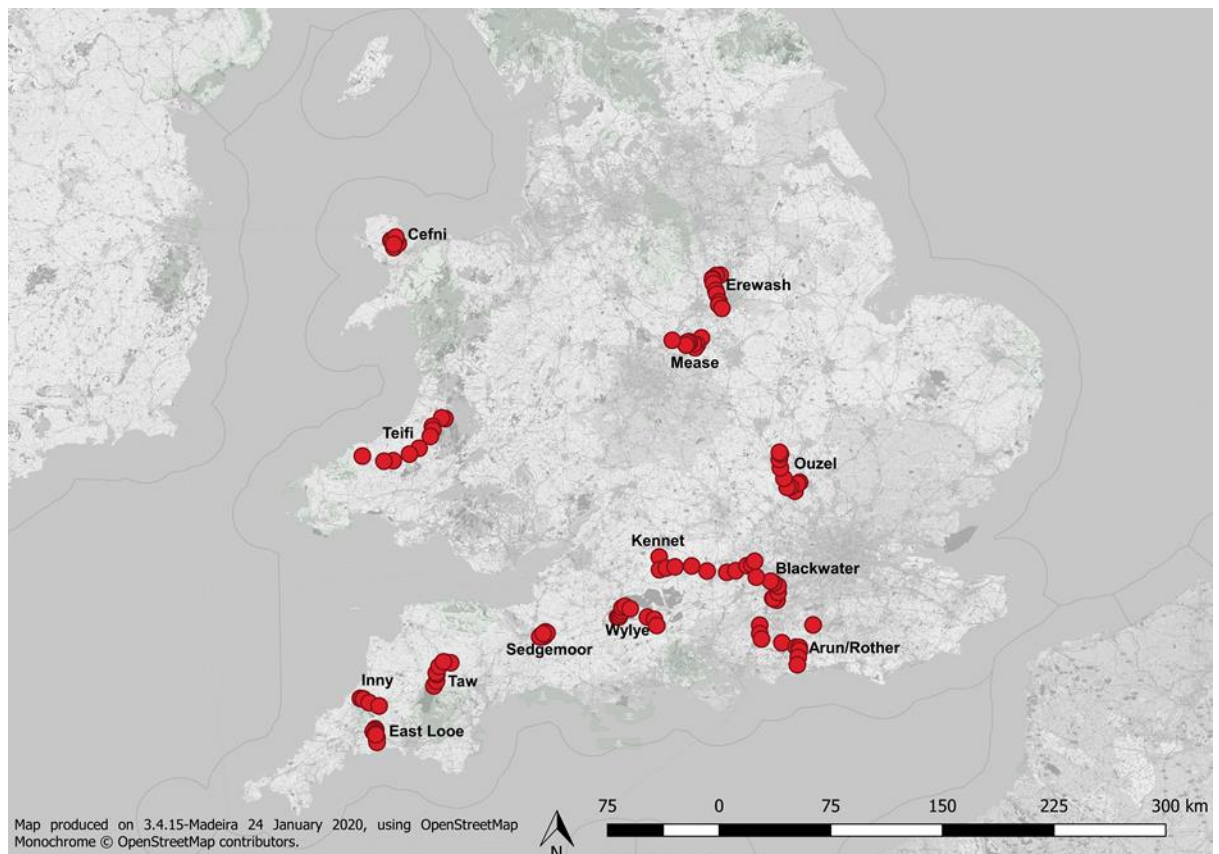 Cefni
Erewash
Mease
Teifi
Ouzel
Kennet
Blackwater
Wylye
Sedgemoor
Arun/Rother
Inny
Taw
East Looe
75 0 75 150 225 300 km
Map produced on 3.4.15-Madeira 24 January 2020, using OpenStreetMap
Monochrome © OpenStreetMap contributors.
N